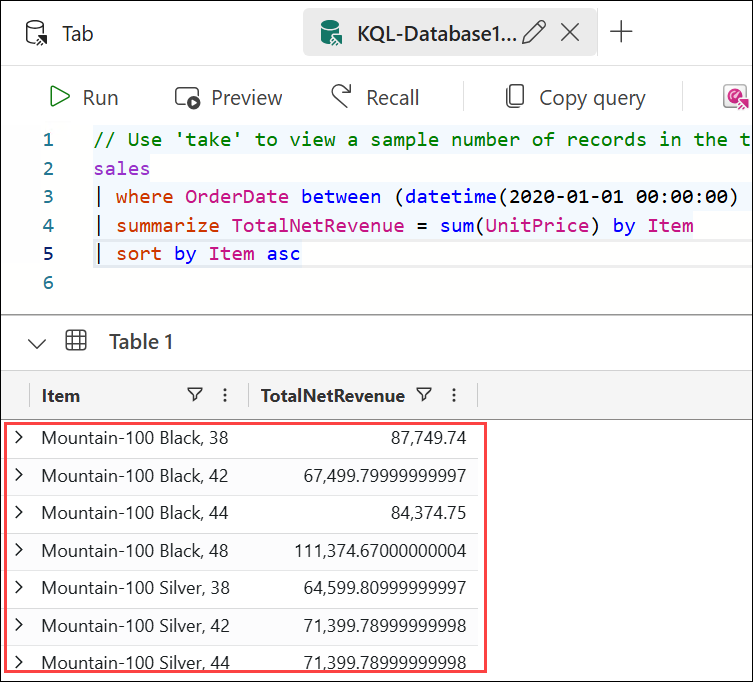 Tab
KQL-Database1...
Run Preview Recall Copy query
1 // Use 'take' to view a sample number of records in the t
2 sales
3 | where OrderDate between (datetime(2020-01-01 00:00:00)
4 | summarize TotalNetRevenue = sum(UnitPrice) by Item
5 | sort by Item asc
6
Table 1
Item TotalNetRevenue
Mountain-100 Black, 38 87,749.74
Mountain-100 Black, 42 67,499.79999999997
Mountain-100 Black, 44 84,374.75
Mountain-100 Black, 48 111,374.67000000004
Mountain-100 Silver, 38 64,599.80999999997
Mountain-100 Silver, 42 71,399.78999999998
Mountain-100 Silver, 44 71,399.78999999998